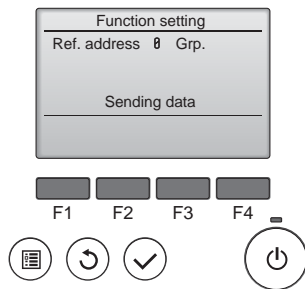 Function setting
Ref. address 0 Grp.
Sending data
F1 F2 F3 F4